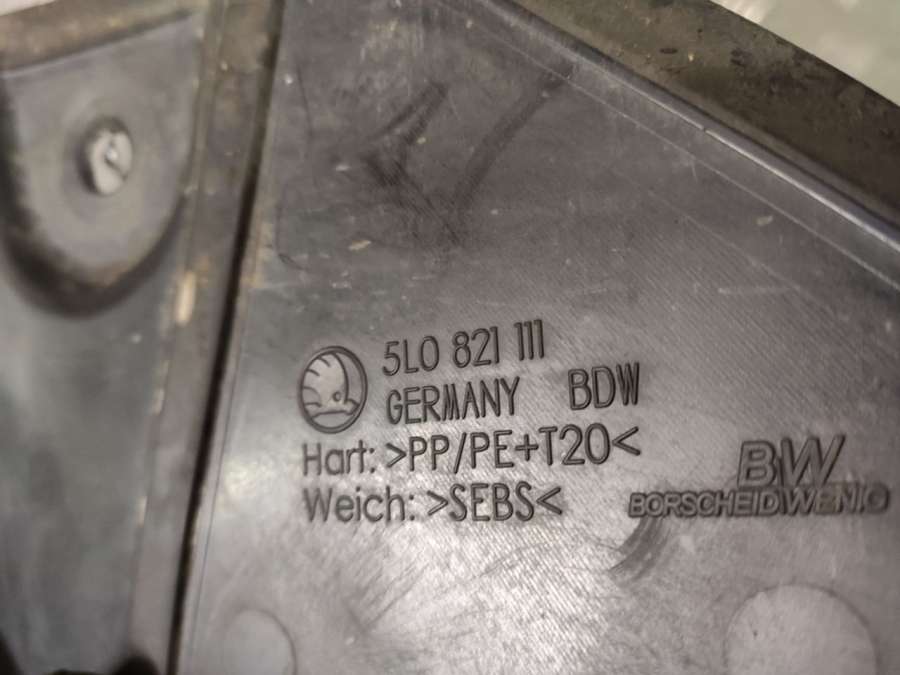 5L0 821 111
GERMANY BDW
Hart: >PP/PE+T20<
Weich: >SEBS<
BW
BORSCHEIDWENIG